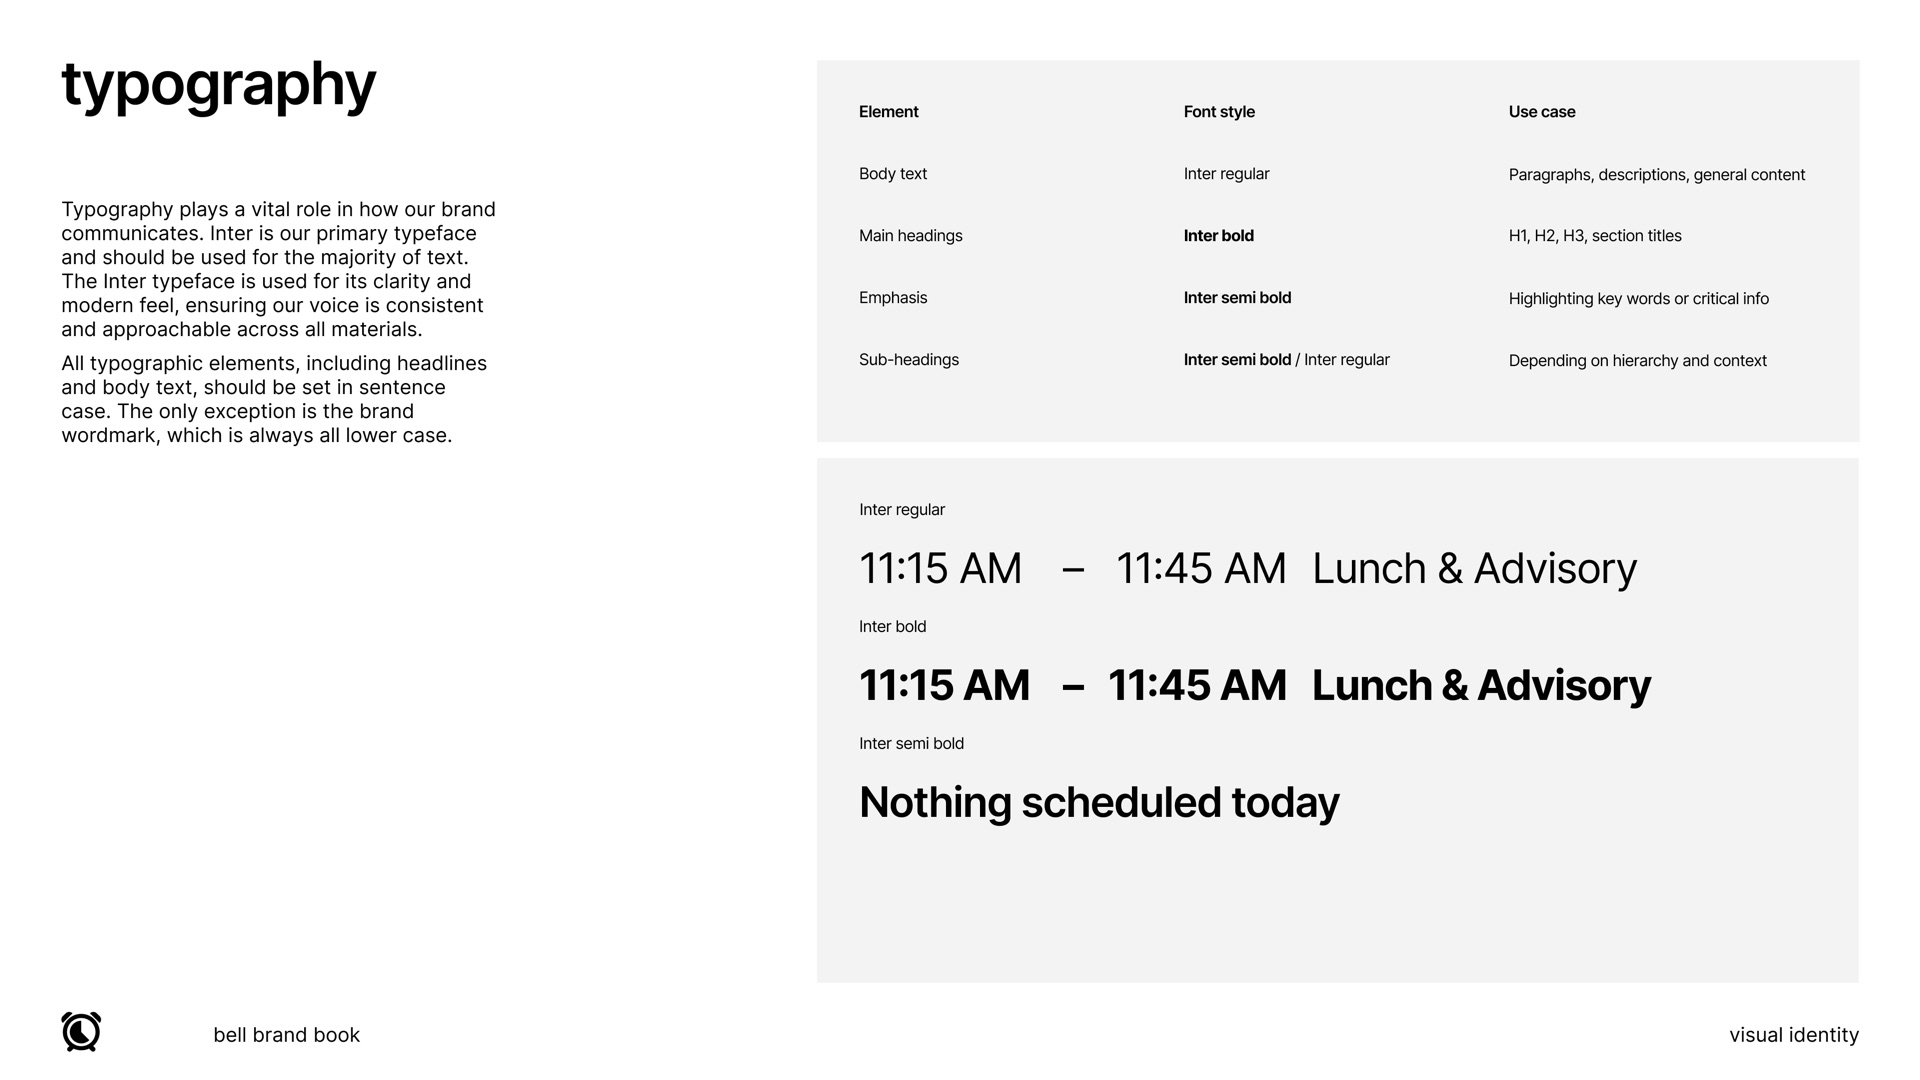 typography
Typography plays a vital role in how our brand
communicates. Inter is our primary typeface
and should be used for the majority of text.
The Inter typeface is used for its clarity and
modern feel, ensuring our voice is consistent
and approachable across all materials.
All typographic elements, including headlines
and body text, should be set in sentence
case. The only exception is the brand
wordmark, which is always all lower case.
Element Font style Use case
Body text Inter regular Paragraphs, descriptions, general content
Main headings Inter bold H1, H2, H3, section titles
Emphasis Inter semi bold Highlighting key words or critical info
Sub-headings Inter semi bold / Inter regular Depending on hierarchy and context
Inter regular
11:15 AM – 11:45 AM Lunch & Advisory
Inter bold
11:15 AM – 11:45 AM Lunch & Advisory
Inter semi bold
Nothing scheduled today
bell brand book
visual identity